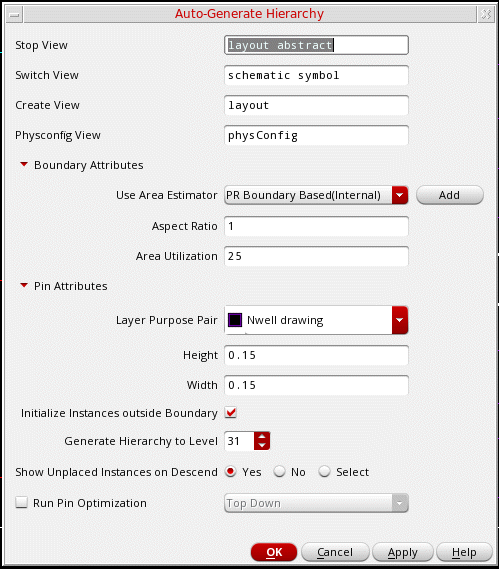 Auto-Generate Hierarchy
Stop View layout abstract
Switch View schematic symbol
Create View layout
Physconfig View physConfig
Boundary Attributes
Use Area Estimator PR Boundary Based(Internal) Add
Aspect Ratio 1
Area Utilization 25
Pin Attributes
Layer Purpose Pair Nwell drawing
Height 0.15
Width 0.15
Initialize Instances outside Boundary
Generate Hierarchy to Level 31
Show Unplaced Instances on Descend Yes No Select
Run Pin Optimization Top Down
OK Cancel Apply Help